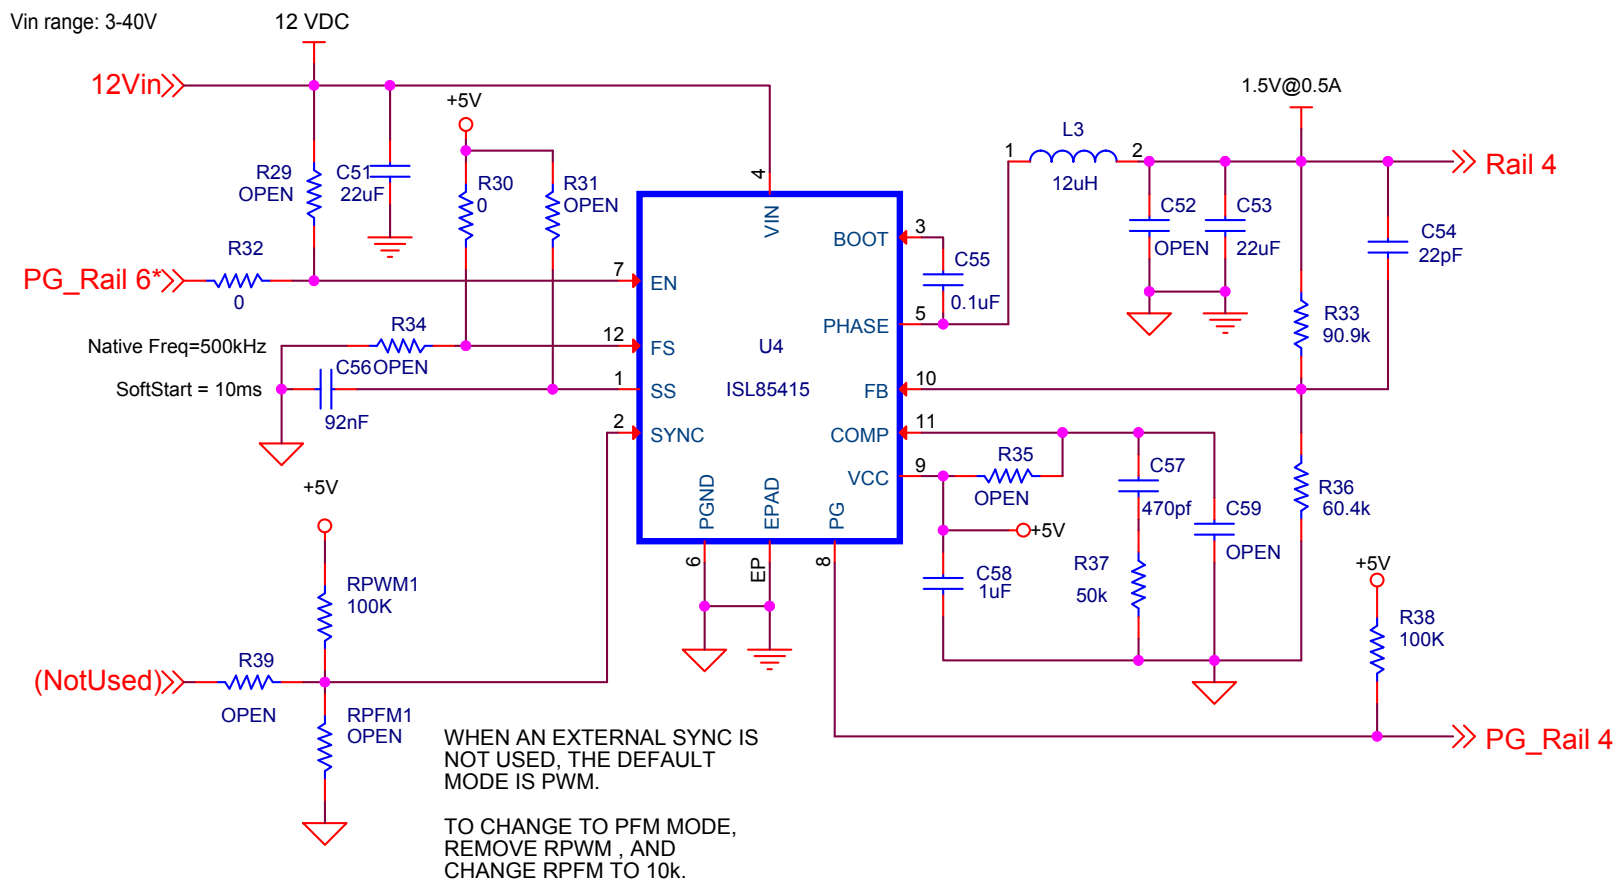 Vin range: 3-40V
12 VDC
12Vin
+5V
1.5V@0.5A
R29
OPEN
C51
22uF
R30
0
R31
OPEN
4
VIN
1
L3
2
12uH
Rail 4
C52
OPEN
C53
22uF
C54
22pF
R32
0
PG_Rail 6*
7
EN
BOOT
3
C55
0.1uF
PHASE
5
R33
90.9k
Native Freq=500kHz
R34
OPEN
12
FS
U4
ISL85415
SoftStart = 10ms
C56
92nF
1
SS
FB
10
2
SYNC
COMP
11
VCC
9
R35
OPEN
C57
470pf
C59
OPEN
R36
60.4k
+5V
PGND
EPAD
PG
6
EP
8
+5V
C58
1uF
R37
50k
+5V
R38
100K
RPWM1
100K
(NotUsed)
R39
OPEN
RPFM1
OPEN
PG_Rail 4
WHEN AN EXTERNAL SYNC IS
NOT USED, THE DEFAULT
MODE IS PWM.
TO CHANGE TO PFM MODE,
REMOVE RPWM , AND
CHANGE RPFM TO 10k.